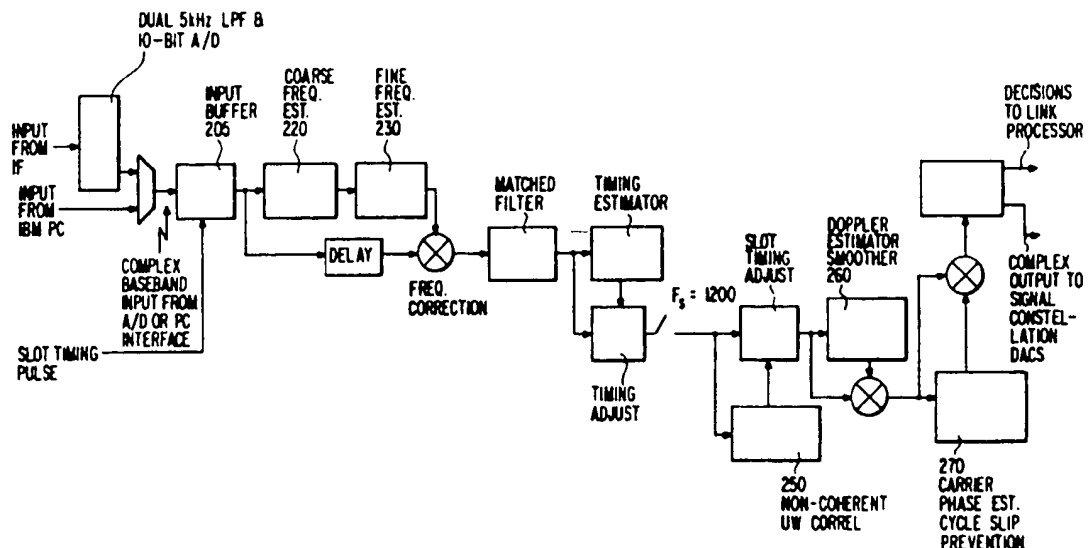 DUAL 5kHz LPF &
10-BIT A/D
INPUT
BUFFER
205
COARSE
FREQ.
EST.
220
FINE
FREQ.
EST.
230
INPUT
FROM
IF
INPUT
FROM
IBM PC
COMPLEX
BASEBAND
INPUT FROM
A/D OR PC
INTERFACE
SLOT TIMING
PULSE
DELAY
FREQ.
CORRECTION
MATCHED
FILTER
TIMING
ESTIMATOR
TIMING
ADJUST
Fs = 1200
SLOT
TIMING
ADJUST
DOPPLER
ESTIMATOR
SMOOTHER
260
250
NON-COHERENT
UW CORREL
DECISIONS
TO LINK
PROCESSOR
COMPLEX
OUTPUT TO
SIGNAL
CONSTEL-
LATION
DACS
270
CARRIER
PHASE EST.
CYCLE SLIP
PREVENTION